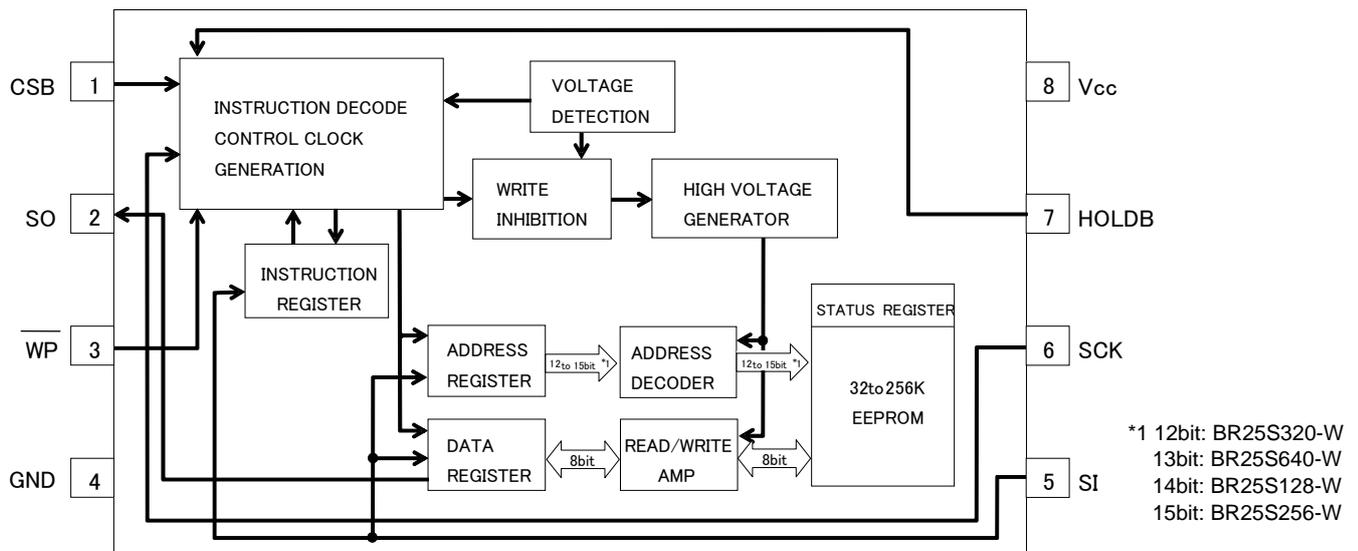 CSB 1
INSTRUCTION DECODE
CONTROL CLOCK
GENERATION
VOLTAGE
DETECTION
8 Vcc
SO 2
WRITE
INHIBITION
HIGH VOLTAGE
GENERATOR
7 HOLDB
INSTRUCTION
REGISTER
STATUS REGISTER
WP 3
ADDRESS
REGISTER
12to 15bit *1
ADDRESS
DECODER
12to 15bit *1
32to256K
EEPROM
6 SCK
GND 4
DATA
REGISTER
8bit
READ/WRITE
AMP
8bit
5 SI
*1 12bit: BR25S320-W
13bit: BR25S640-W
14bit: BR25S128-W
15bit: BR25S256-W